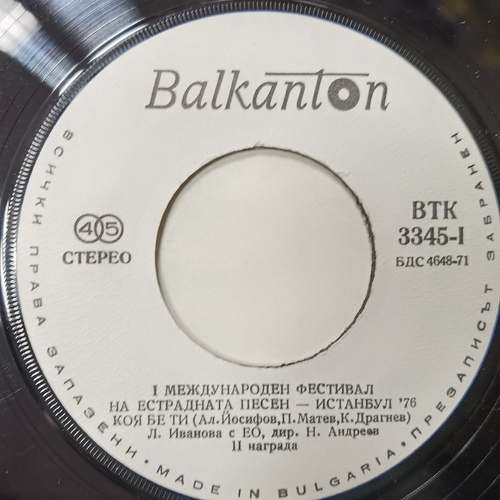 Balkanton
45
СТЕРЕО
ВТК
3345-I
БДС 4648-71
I МЕЖДУНАРОДЕН ФЕСТИВАЛ
НА ЕСТРАДНАТА ПЕСЕН — ИСТАНБУЛ '76
КОЯ БЕ ТИ (Ал.Йосифов,П.Матев,К.Драгнев)
Л. Иванова с ЕО, дир. Н. Андреев
II награда
ВСИЧКИ ПРАВА ЗАПАЗЕНИ · MADE IN BULGARIA · ПРЕЗАПИСЪТ ЗАБРАНЕН